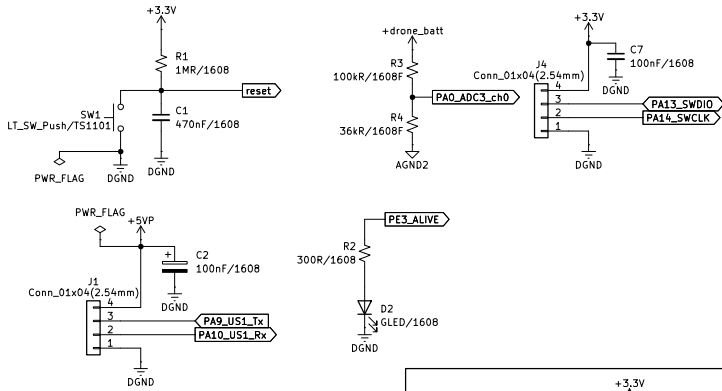 +3.3V
R1
1MR/1608
reset
SW1
LT_SW_Push/TS1101
C1
470nF/1608
PWR_FLAG
DGND
DGND
+drone_batt
R3
100kR/1608F
PA0_ADC3_ch0
R4
36kR/1608F
AGND2
+3.3V
C7
100nF/1608
DGND
J4
Conn_01x04(2.54mm)
4
3
2
1
PA13_SWDIO
PA14_SWCLK
DGND
PWR_FLAG
+5VP
+
C2
100nF/1608
DGND
J1
Conn_01x04(2.54mm)
4
3
2
1
PA9_US1_Tx
PA10_US1_Rx
DGND
PE3_ALIVE
R2
300R/1608
D2
GLED/1608
DGND
+3.3V